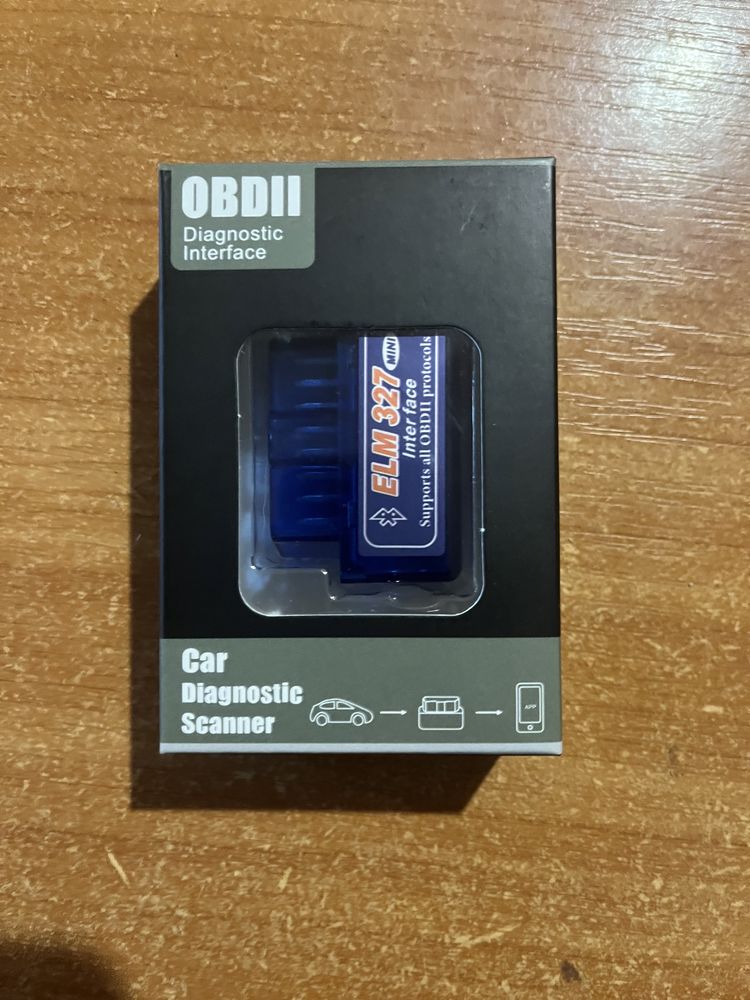 OBDII
Diagnostic
Interface
ELM 327 MINI
Interface
Supports all OBDII protocols
Car
Diagnostic
Scanner
APP